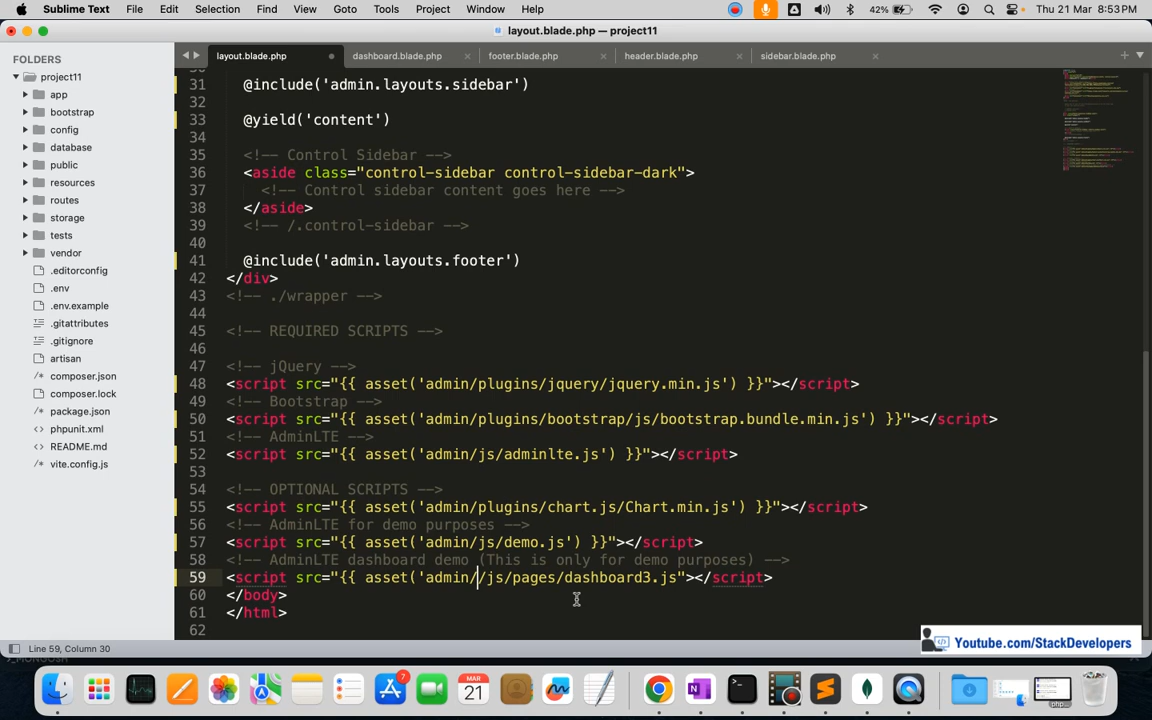 Sublime Text File Edit Selection Find View Goto Tools Project Window Help 42% Thu 21 Mar 8:53 PM
layout.blade.php — project11
FOLDERS
project11
app
bootstrap
config
database
public
resources
routes
storage
tests
vendor
.editorconfig
.env
.env.example
.gitattributes
.gitignore
artisan
composer.json
composer.lock
package.json
phpunit.xml
README.md
vite.config.js
layout.blade.php dashboard.blade.php footer.blade.php header.blade.php sidebar.blade.php
31 @include('admin.layouts.sidebar')
32
33 @yield('content')
34
35 <!-- Control Sidebar -->
36 <aside class="control-sidebar control-sidebar-dark">
37 <!-- Control sidebar content goes here -->
38 </aside>
39 <!-- /.control-sidebar -->
40
41 @include('admin.layouts.footer')
42 </div>
43 <!-- ./wrapper -->
44
45 <!-- REQUIRED SCRIPTS -->
46
47 <!-- jQuery -->
48 <script src="{{ asset('admin/plugins/jquery/jquery.min.js') }}"></script>
49 <!-- Bootstrap -->
50 <script src="{{ asset('admin/plugins/bootstrap/js/bootstrap.bundle.min.js') }}"></script>
51 <!-- AdminLTE -->
52 <script src="{{ asset('admin/js/adminlte.js') }}"></script>
53
54 <!-- OPTIONAL SCRIPTS -->
55 <script src="{{ asset('admin/plugins/chart.js/Chart.min.js') }}"></script>
56 <!-- AdminLTE for demo purposes -->
57 <script src="{{ asset('admin/js/demo.js') }}"></script>
58 <!-- AdminLTE dashboard demo (This is only for demo purposes) -->
59 <script src="{{ asset('admin//js/pages/dashboard3.js"></script>
60 </body>
61 </html>
62
Youtube.com/StackDevelopers
Line 59, Column 30
MAR
21
7